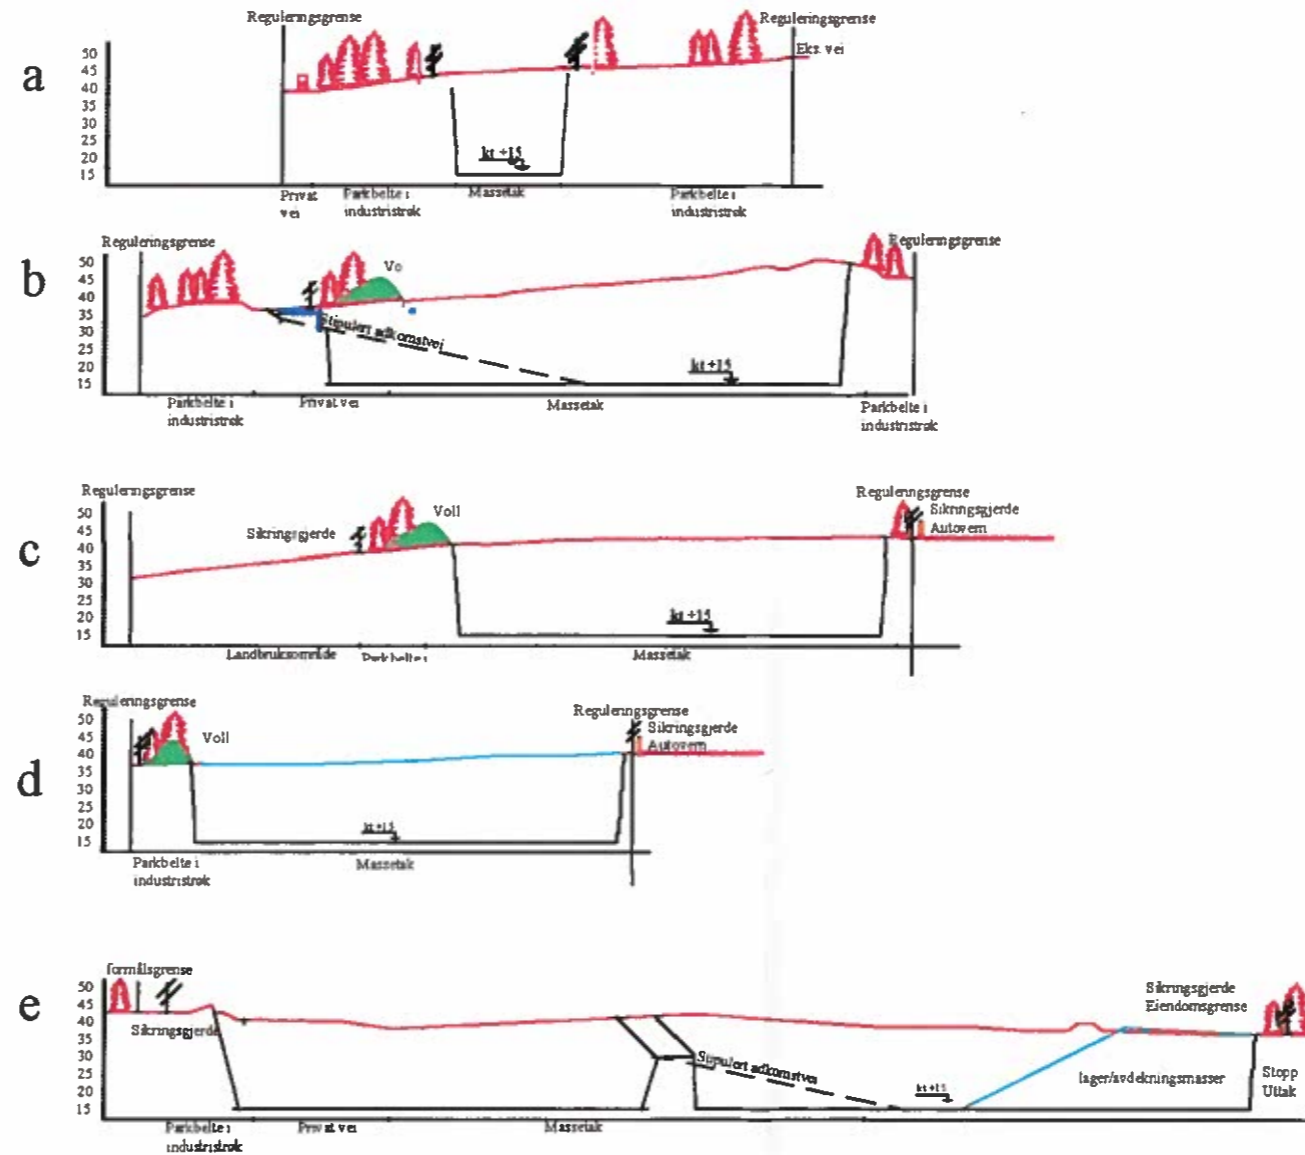 a
Reguleringsgrense
Reguleringsgrense
Eks. vei
50
45
40
35
30
25
20
15
kt +15
Privat
vei
Parkbelte i
industristrøk
Massetak
Parkbelte i
industristrøk
b
Reguleringsgrense
Reguleringsgrense
Vo
50
45
40
35
30
25
20
15
Stipulert adkomstvei
kt +15
Parkbelte i
industristrøk
Privat vei
Massetak
Parkbelte i
industristrøk
c
Reguleringsgrense
Reguleringsgrense
Sikringsgjerde
Voll
Sikringsgjerde
Autovern
50
45
40
35
30
25
20
15
kt +15
Landbruksområde
Parkbelte i
Massetak
d
Reguleringsgrense
Reguleringsgrense
Voll
Sikringsgjerde
Autovern
50
45
40
35
30
25
20
15
kt +15
Parkbelte i
industristrøk
Massetak
e
formålsgrense
Sikringsgjerde
Sikringsgjerde
Eiendomsgrense
50
45
40
35
30
25
20
15
Stipulert adkomstvei
kt +15
lager/avdekningsmasser
Stopp
Uttak
Parkbelte i
industristrøk
Privat vei
Massetak